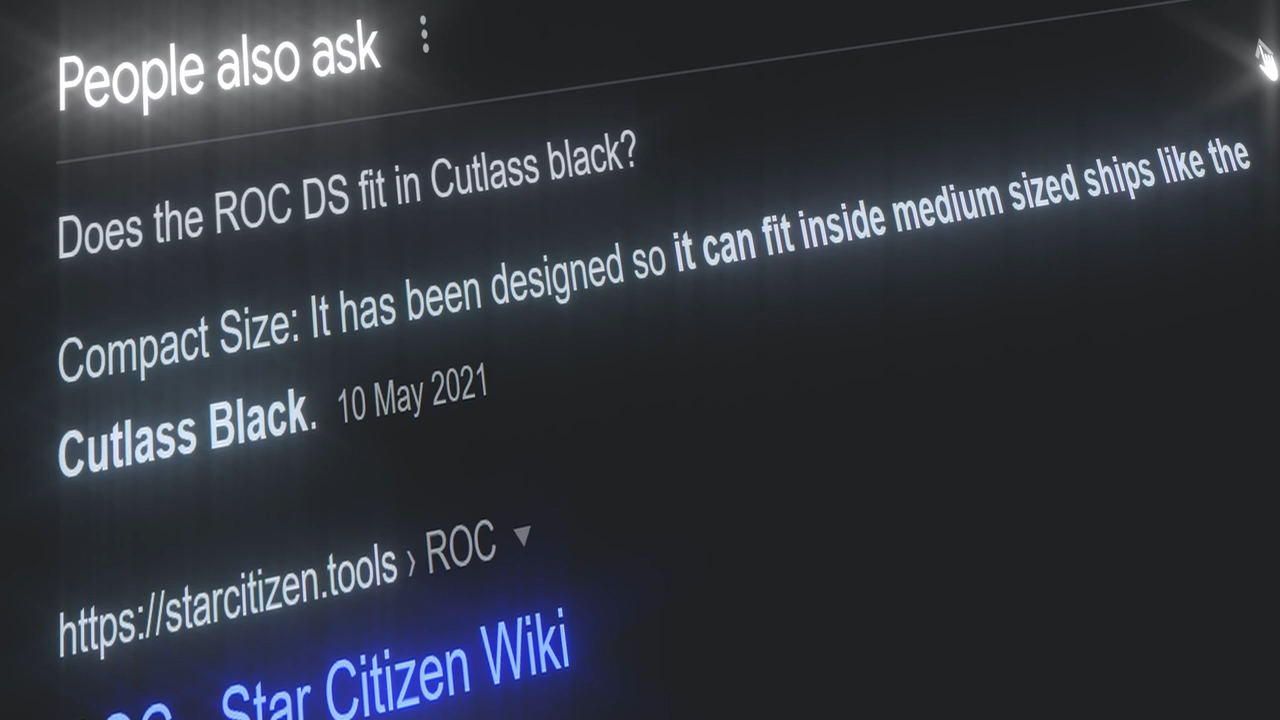 People also ask
Does the ROC DS fit in Cutlass black?
Compact Size: It has been designed so it can fit inside medium sized ships like the
Cutlass Black. 10 May 2021
https://starcitizen.tools › ROC
Star Citizen Wiki